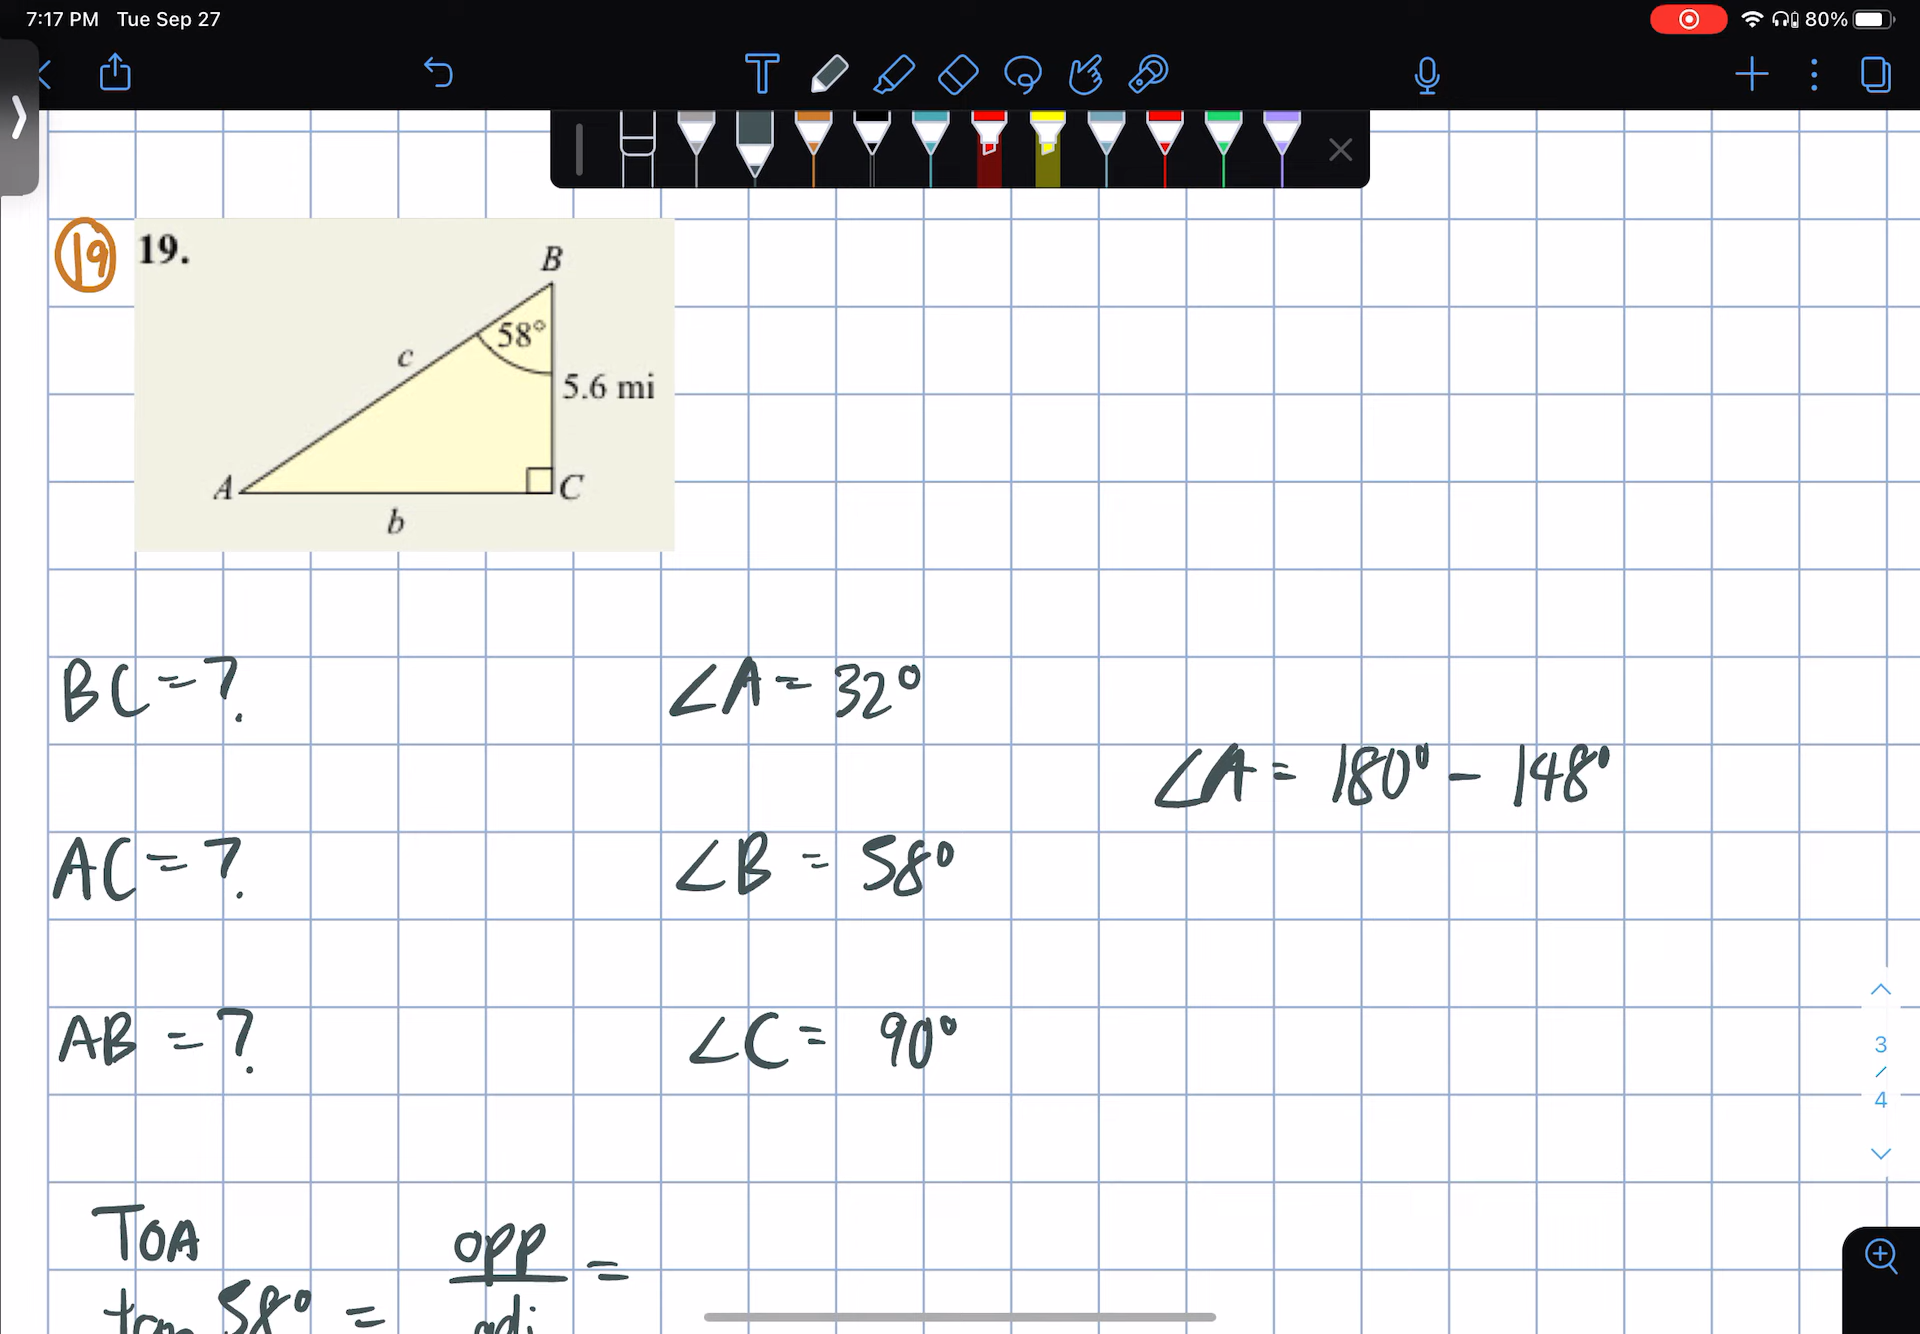 7:17 PM Tue Sep 27
80%
T
19
19.
B
58°
c
5.6 mi
A
C
b
BC = ?
∠A = 32°
∠A = 180° - 148°
AC = ?
∠B = 58°
AB = ?
∠C = 90°
3
/
4
TOA
opp
=
tan 58° =
adj